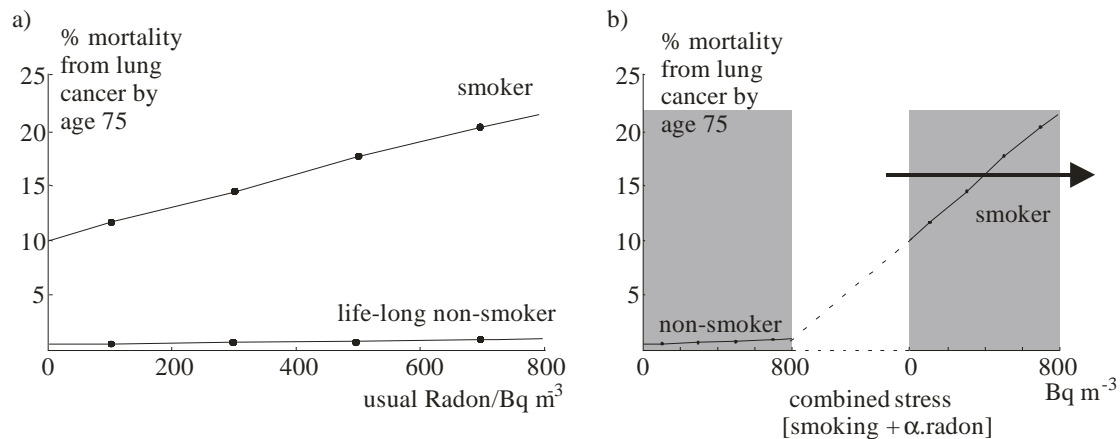 a)
% mortality
from lung
cancer by
age 75
25
20
15
10
5
smoker
life-long non-smoker
0
200
400
600
800
usual Radon/Bq m⁻³
b)
% mortality
from lung
cancer by
age 75
25
20
15
10
5
smoker
non-smoker
0
800
0
800
Bq m⁻³
combined stress
[smoking + α.radon]